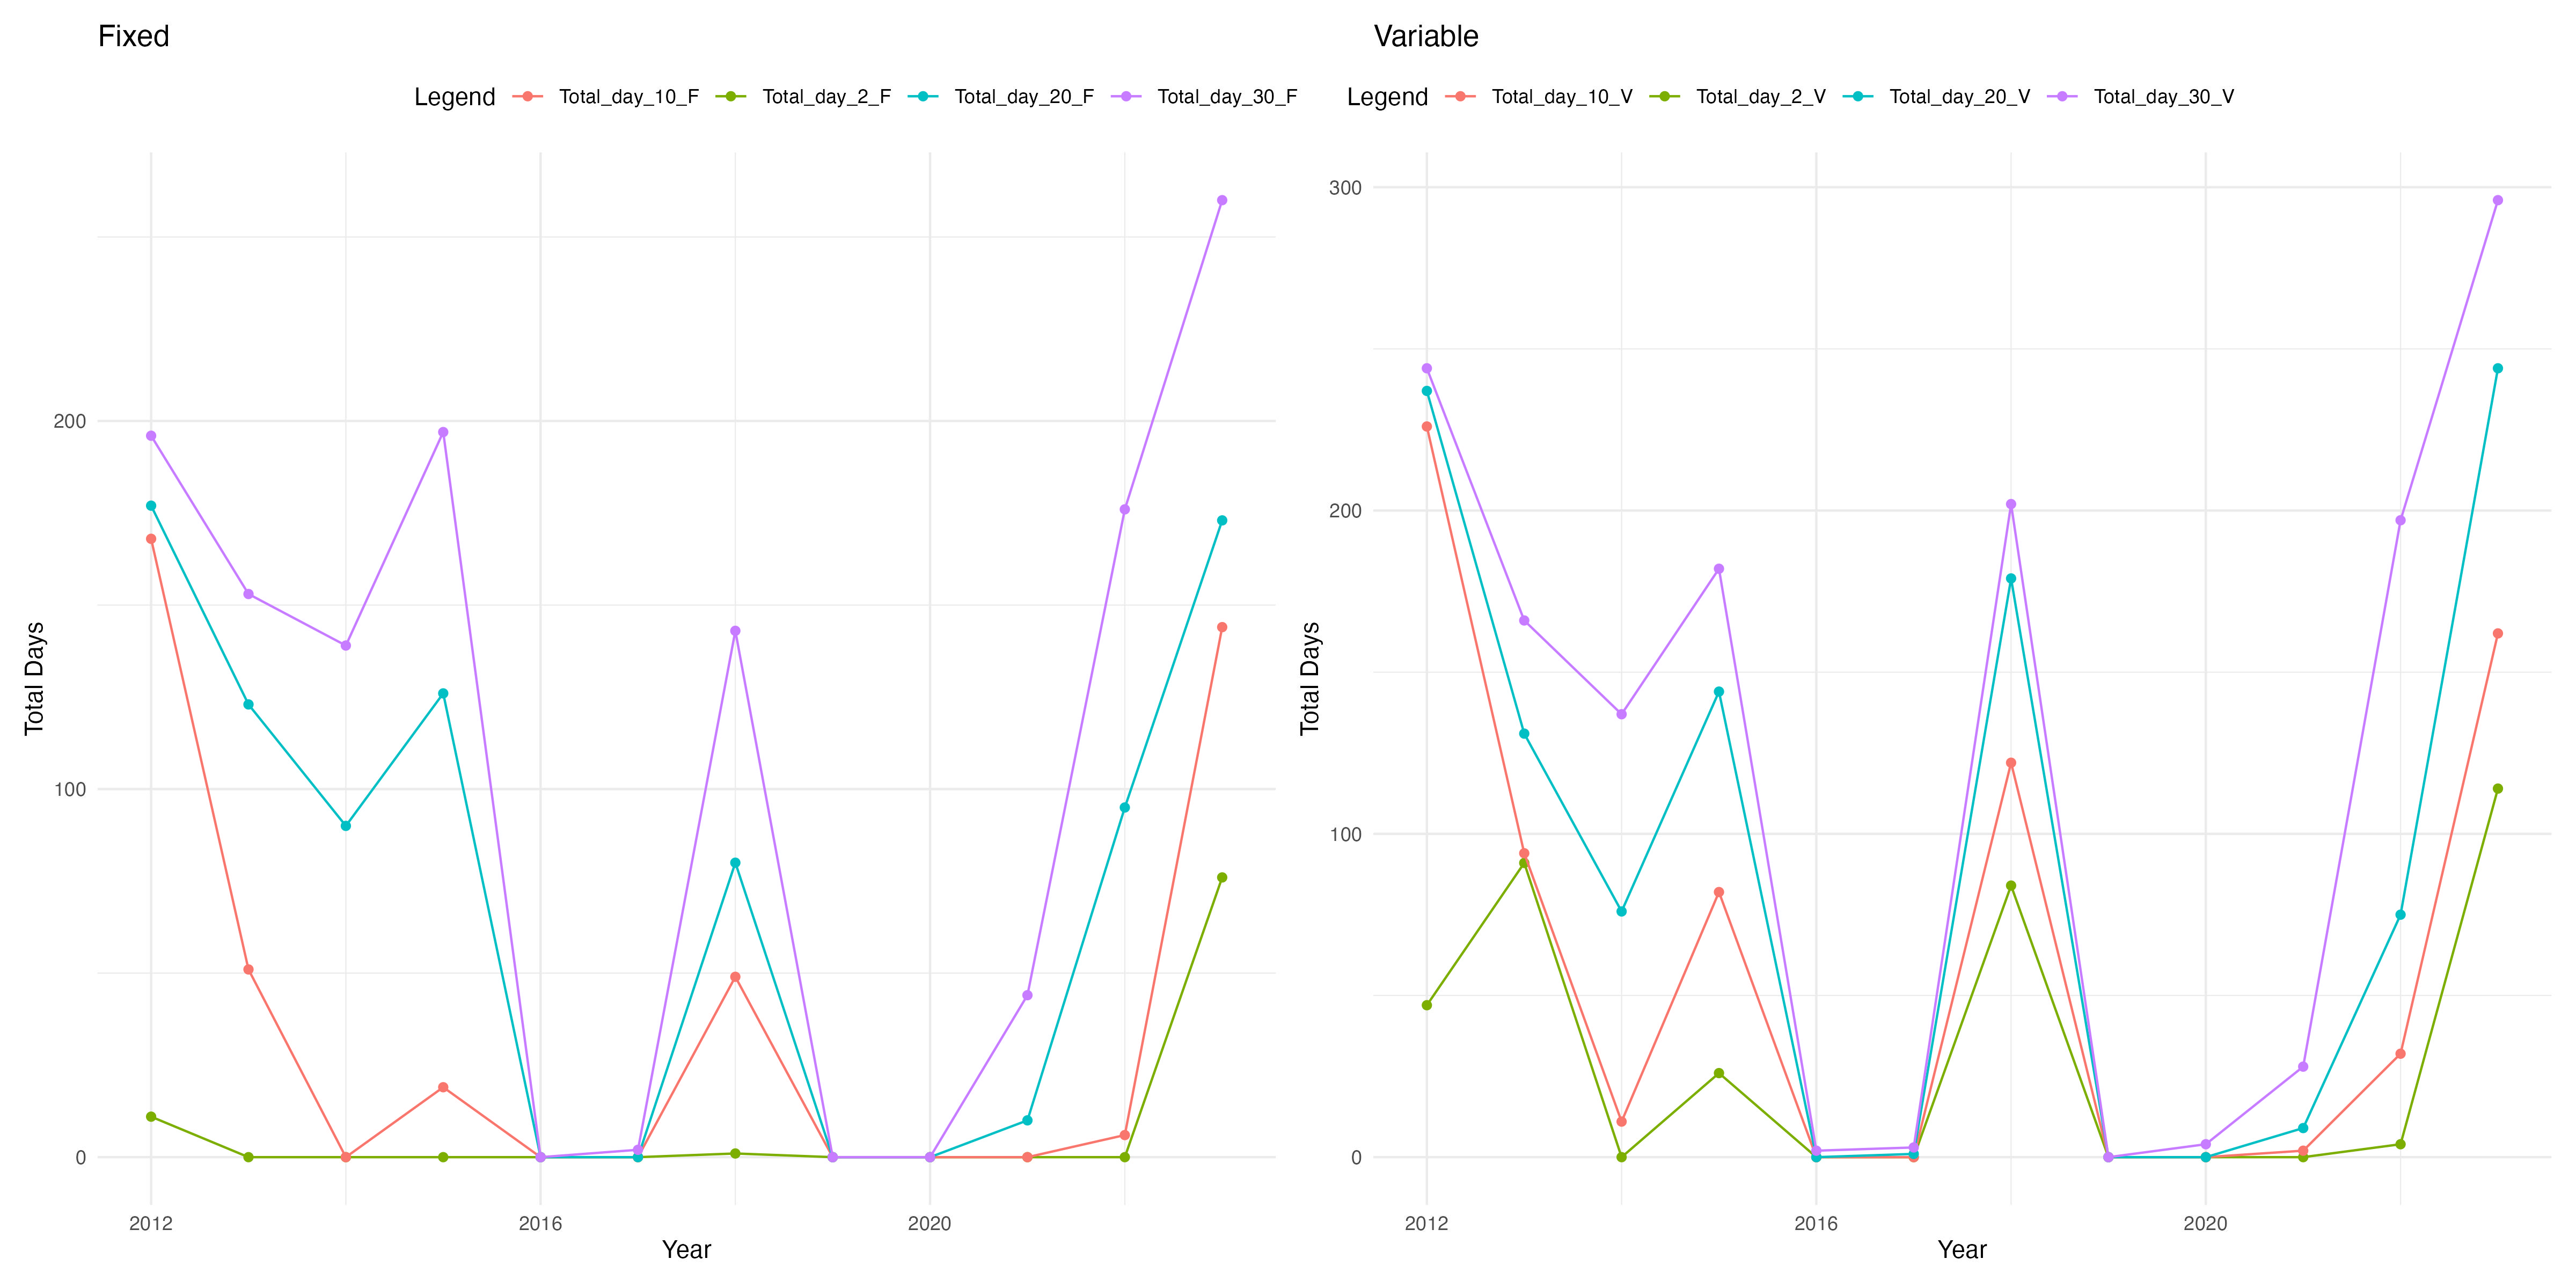 Fixed
Legend Total_day_10_F Total_day_2_F Total_day_20_F Total_day_30_F
200
100
0
Total Days
2012 2016 2020
Year
Variable
Legend Total_day_10_V Total_day_2_V Total_day_20_V Total_day_30_V
300
200
100
0
Total Days
2012 2016 2020
Year